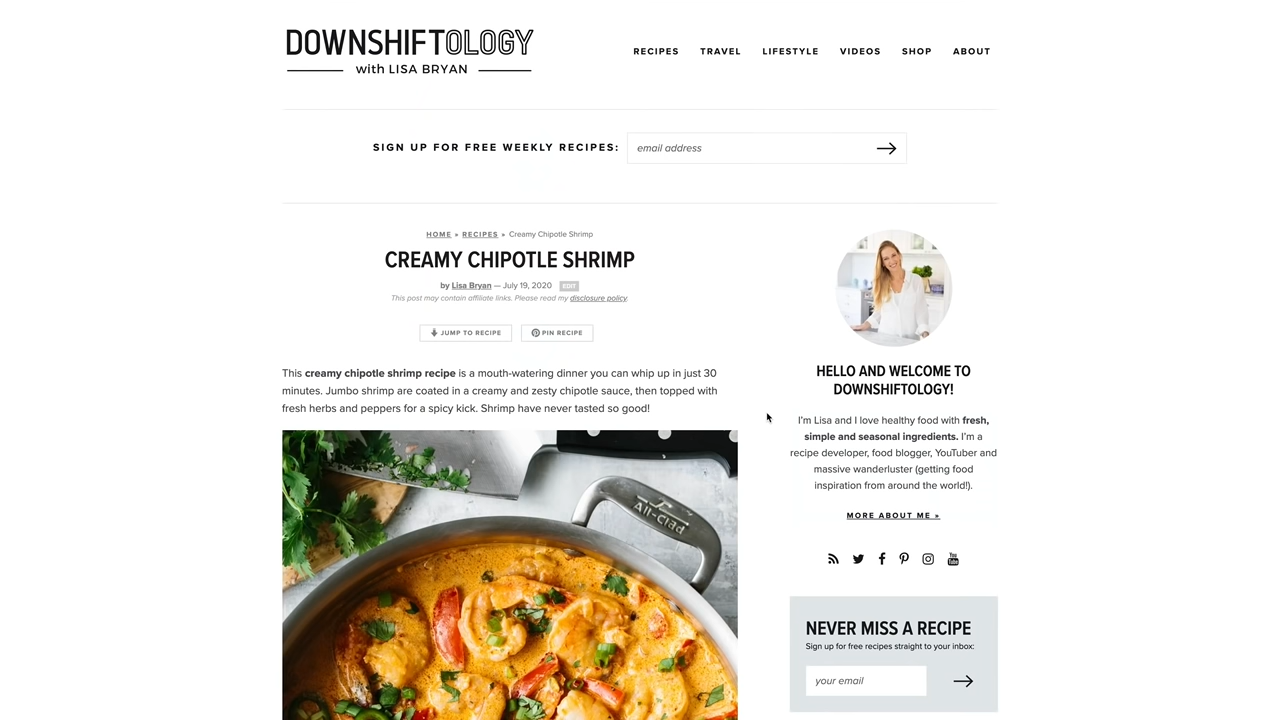 DOWNSHIFTOLOGY
with LISA BRYAN
RECIPES TRAVEL LIFESTYLE VIDEOS SHOP ABOUT
SIGN UP FOR FREE WEEKLY RECIPES: email address
HOME » RECIPES » Creamy Chipotle Shrimp
CREAMY CHIPOTLE SHRIMP
by Lisa Bryan — July 19, 2020 EDIT
This post may contain affiliate links. Please read my disclosure policy.
JUMP TO RECIPE PIN RECIPE
This creamy chipotle shrimp recipe is a mouth-watering dinner you can whip up in just 30
minutes. Jumbo shrimp are coated in a creamy and zesty chipotle sauce, then topped with
fresh herbs and peppers for a spicy kick. Shrimp have never tasted so good!
All-Clad
HELLO AND WELCOME TO
DOWNSHIFTOLOGY!
I'm Lisa and I love healthy food with fresh,
simple and seasonal ingredients. I'm a
recipe developer, food blogger, YouTuber and
massive wanderluster (getting food
inspiration from around the world!).
MORE ABOUT ME »
You
Tube
NEVER MISS A RECIPE
Sign up for free recipes straight to your inbox:
your email